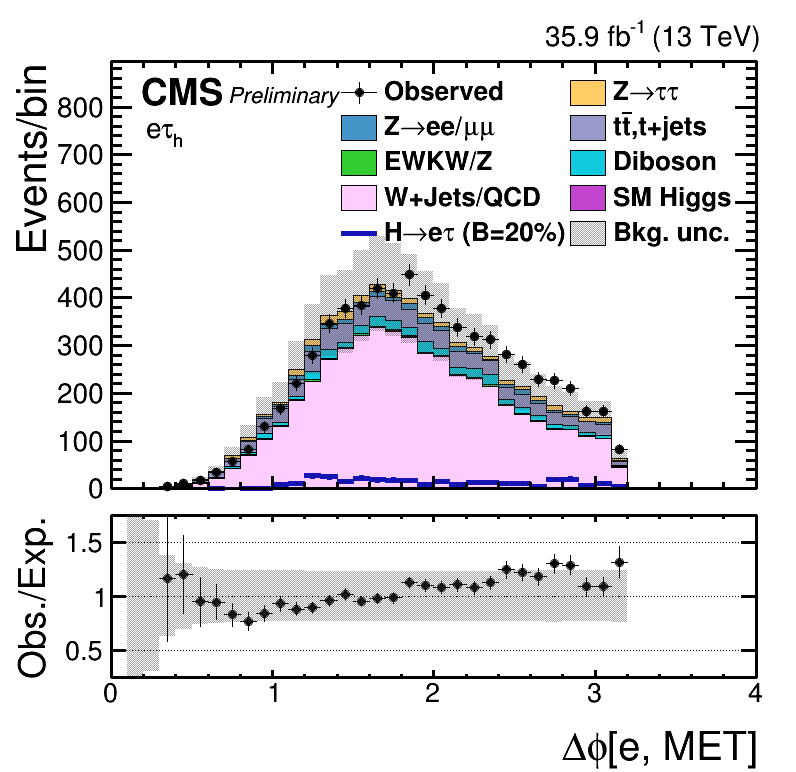 35.9 fb⁻¹ (13 TeV)
Events/bin
CMS Preliminary
eτh
Observed
Z→ττ
Z→ee/μμ
tt̄,t+jets
EWKW/Z
Diboson
W+Jets/QCD
SM Higgs
H→eτ (B=20%)
Bkg. unc.
800
700
600
500
400
300
200
100
0
Obs./Exp.
1.5
1
0.5
0 1 2 3 4
Δϕ[e, MET]